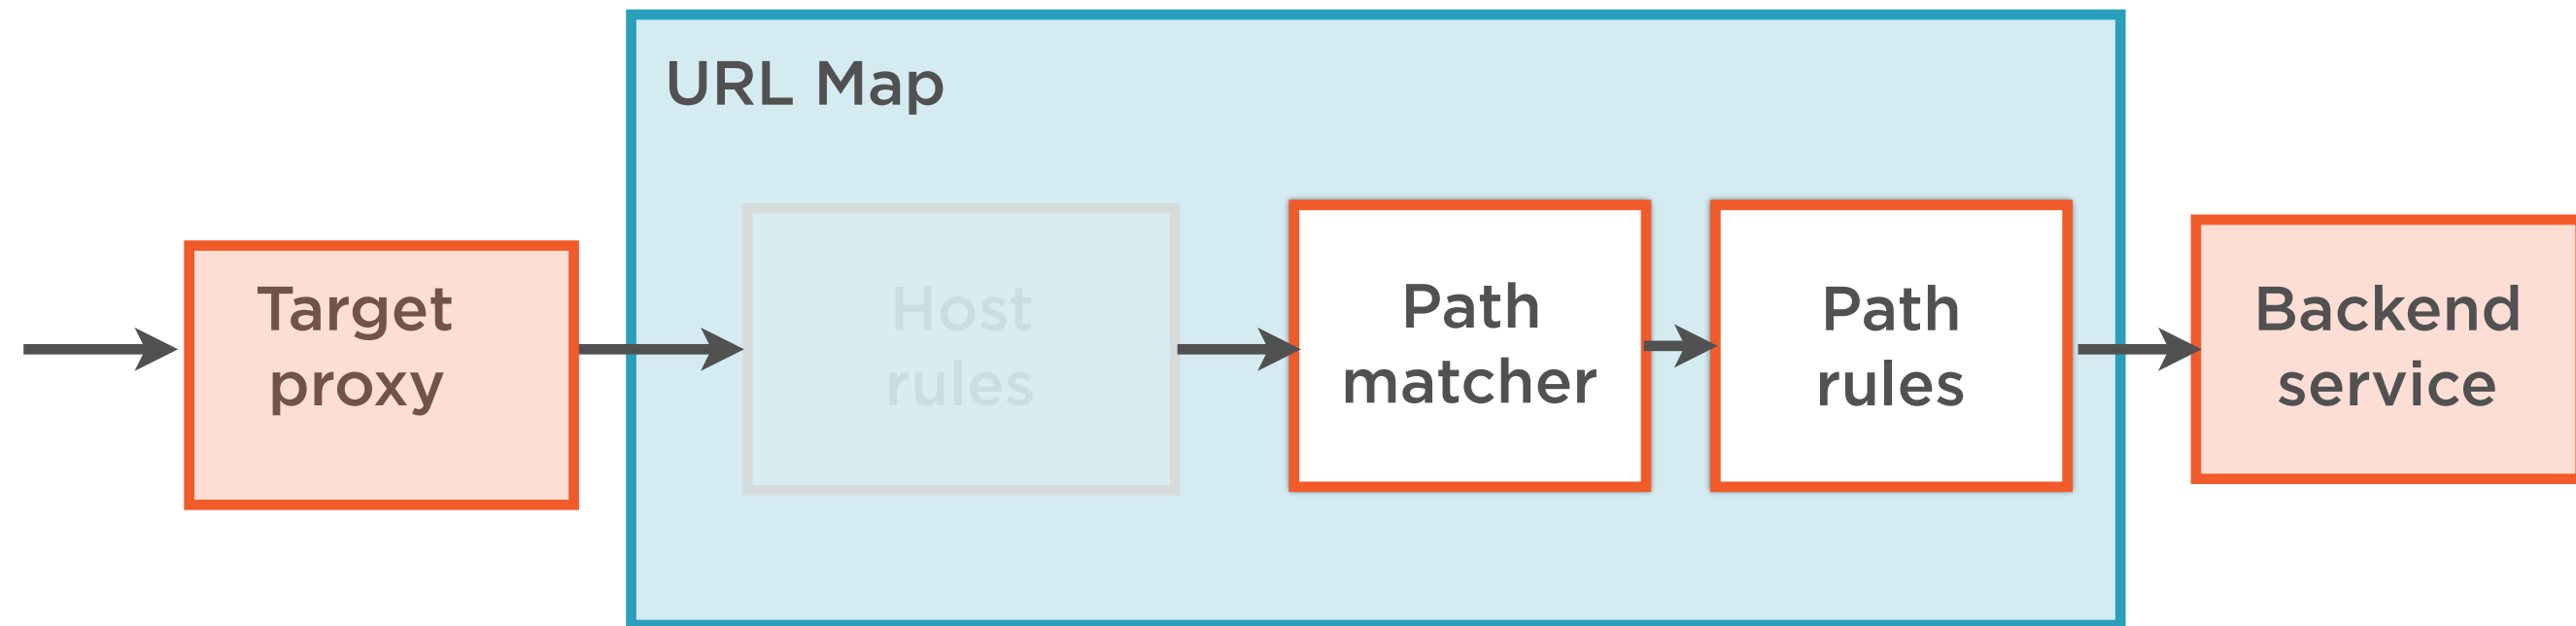 URL Map
Target
proxy
Host
rules
Path
matcher
Path
rules
Backend
service